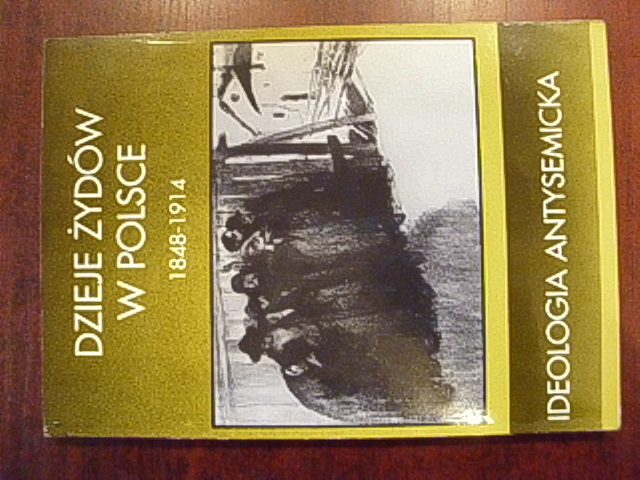 DZIEJE ŻYDÓW
W POLSCE
1848-1914
IDEOLOGIA ANTYSEMICKA